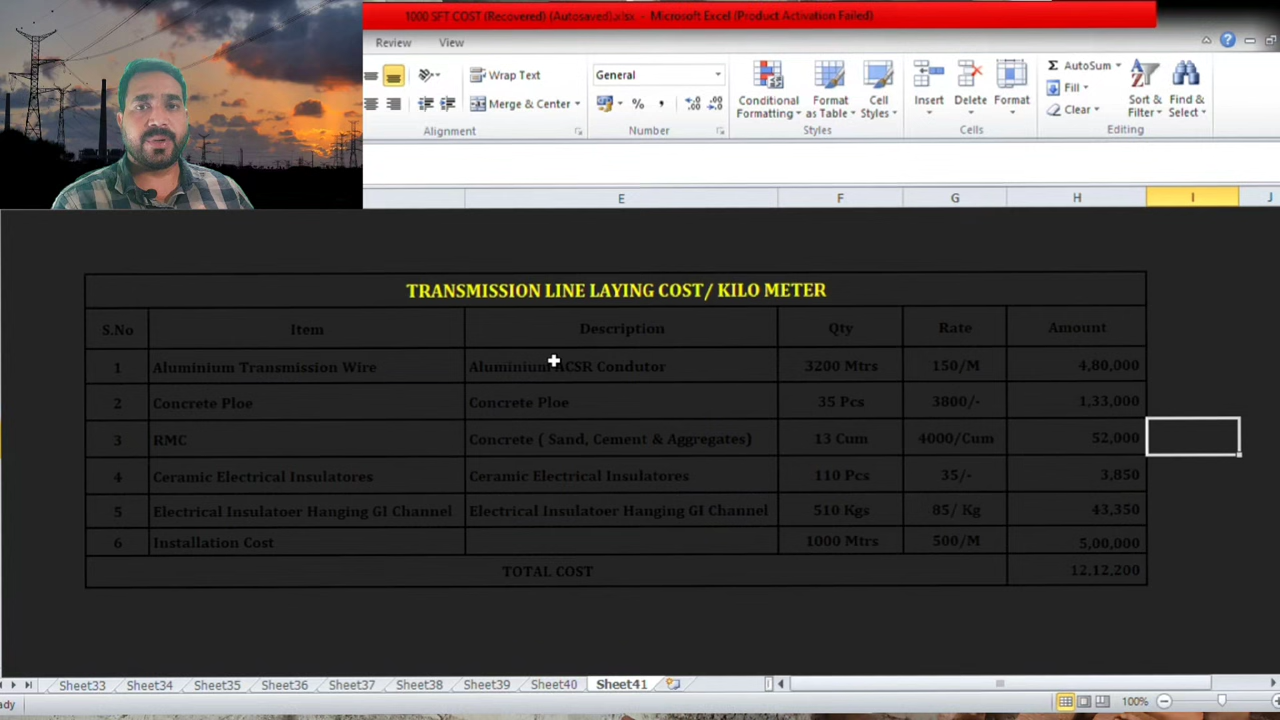 1000 SFT COST (Recovered) (Autosaved).xlsx - Microsoft Excel (Product Activation Failed)
Review View
Wrap Text General AutoSum
Fill
Merge & Center % , Conditional Formatting Format as Table Cell Styles Insert Delete Format Clear Sort & Filter Find & Select
Alignment Number Styles Cells Editing
E F G H I J
TRANSMISSION LINE LAYING COST/ KILO METER
S.No Item Description Qty Rate Amount
1 Aluminium Transmission Wire Aluminium ACSR Condutor 3200 Mtrs 150/M 4,80,000
2 Concrete Ploe Concrete Ploe 35 Pcs 3800/- 1,33,000
3 RMC Concrete ( Sand, Cement & Aggregates) 13 Cum 4000/Cum 52,000
4 Ceramic Electrical Insulatores Ceramic Electrical Insulatores 110 Pcs 35/- 3,850
5 Electrical Insulatoer Hanging GI Channel Electrical Insulatoer Hanging GI Channel 510 Kgs 85/ Kg 43,350
6 Installation Cost 1000 Mtrs 500/M 5,00,000
TOTAL COST 12,12,200
Sheet33 Sheet34 Sheet35 Sheet36 Sheet37 Sheet38 Sheet39 Sheet40 Sheet41
ady 100%